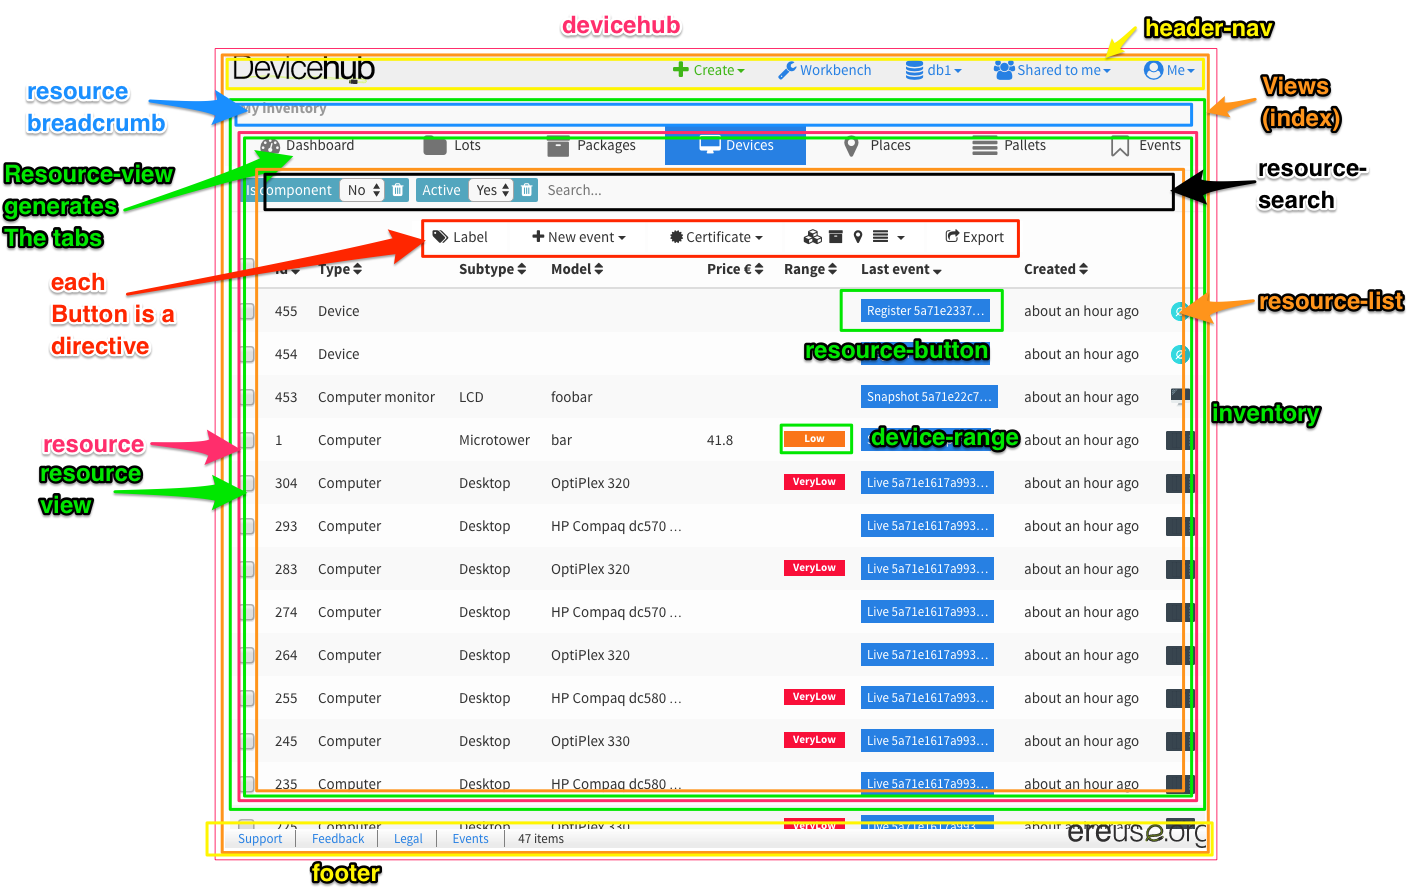 devicehub
header-nav
Devicehub
Create
Workbench
db1
Shared to me
Me
resource
breadcrumb
Views
(index)
My inventory
Dashboard
Lots
Packages
Devices
Places
Pallets
Events
Resource-view
generates
The tabs
resource-
search
Is component No Active Yes Search...
Label
New event
Certificate
Export
each
Button is a
directive
Id Type Subtype Model Price € Range Last event Created
resource-list
455 Device Register 5a71e2337... about an hour ago
resource-button
454 Device about an hour ago
453 Computer monitor LCD foobar Snapshot 5a71e22c7... about an hour ago
inventory
resource
1 Computer Microtower bar 41.8 Low about an hour ago
device-range
resource
view
304 Computer Desktop OptiPlex 320 VeryLow Live 5a71e1617a993... about an hour ago
293 Computer Desktop HP Compaq dc570 ... Live 5a71e1617a993... about an hour ago
283 Computer Desktop OptiPlex 320 VeryLow Live 5a71e1617a993... about an hour ago
274 Computer Desktop HP Compaq dc570 ... Live 5a71e1617a993... about an hour ago
264 Computer Desktop OptiPlex 320 Live 5a71e1617a993... about an hour ago
255 Computer Desktop HP Compaq dc580 ... VeryLow Live 5a71e1617a993... about an hour ago
245 Computer Desktop OptiPlex 330 VeryLow Live 5a71e1617a993... about an hour ago
235 Computer Desktop HP Compaq dc580 ... Live 5a71e1617a993... about an hour ago
225 Computer Desktop OptiPlex 330 VeryLow Live 5a71e1617a993... about an hour ago
Support Feedback Legal Events 47 items
ereuse.org
footer